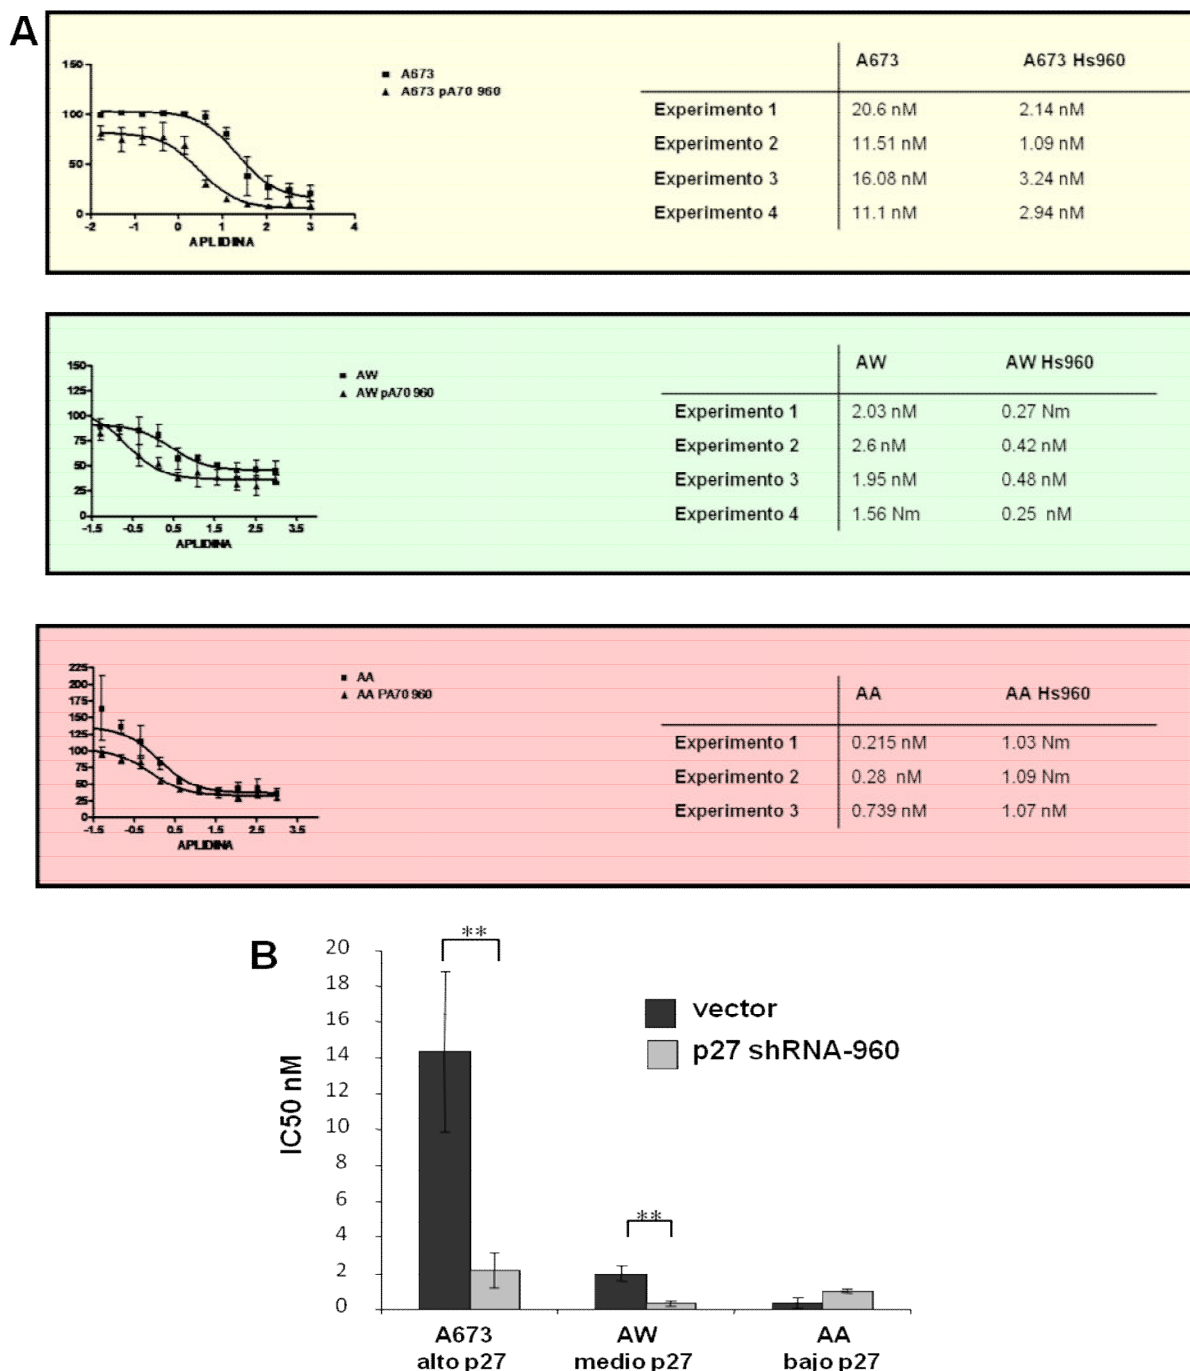 A
150
100
50
0
-2 -1 0 1 2 3 4
APLIDINA
A673
A673 pA70 960
A673 A673 Hs960
Experimento 1 20.6 nM 2.14 nM
Experimento 2 11.51 nM 1.09 nM
Experimento 3 16.08 nM 3.24 nM
Experimento 4 11.1 nM 2.94 nM
150
125
100
75
50
25
0
-1.5 -0.5 0.5 1.5 2.5 3.5
APLIDINA
AW
AW pA70 960
AW AW Hs960
Experimento 1 2.03 nM 0.27 Nm
Experimento 2 2.6 nM 0.42 nM
Experimento 3 1.95 nM 0.48 nM
Experimento 4 1.56 Nm 0.25 nM
225
200
175
150
125
100
75
50
25
0
-1.5 -0.5 0.5 1.5 2.5 3.5
APLIDINA
AA
AA PA70 960
AA AA Hs960
Experimento 1 0.215 nM 1.03 Nm
Experimento 2 0.28 nM 1.09 Nm
Experimento 3 0.739 nM 1.07 nM
B
IC50 nM
20
18
16
14
12
10
8
6
4
2
0
**
**
vector
p27 shRNA-960
A673 AW AA
alto p27 medio p27 bajo p27